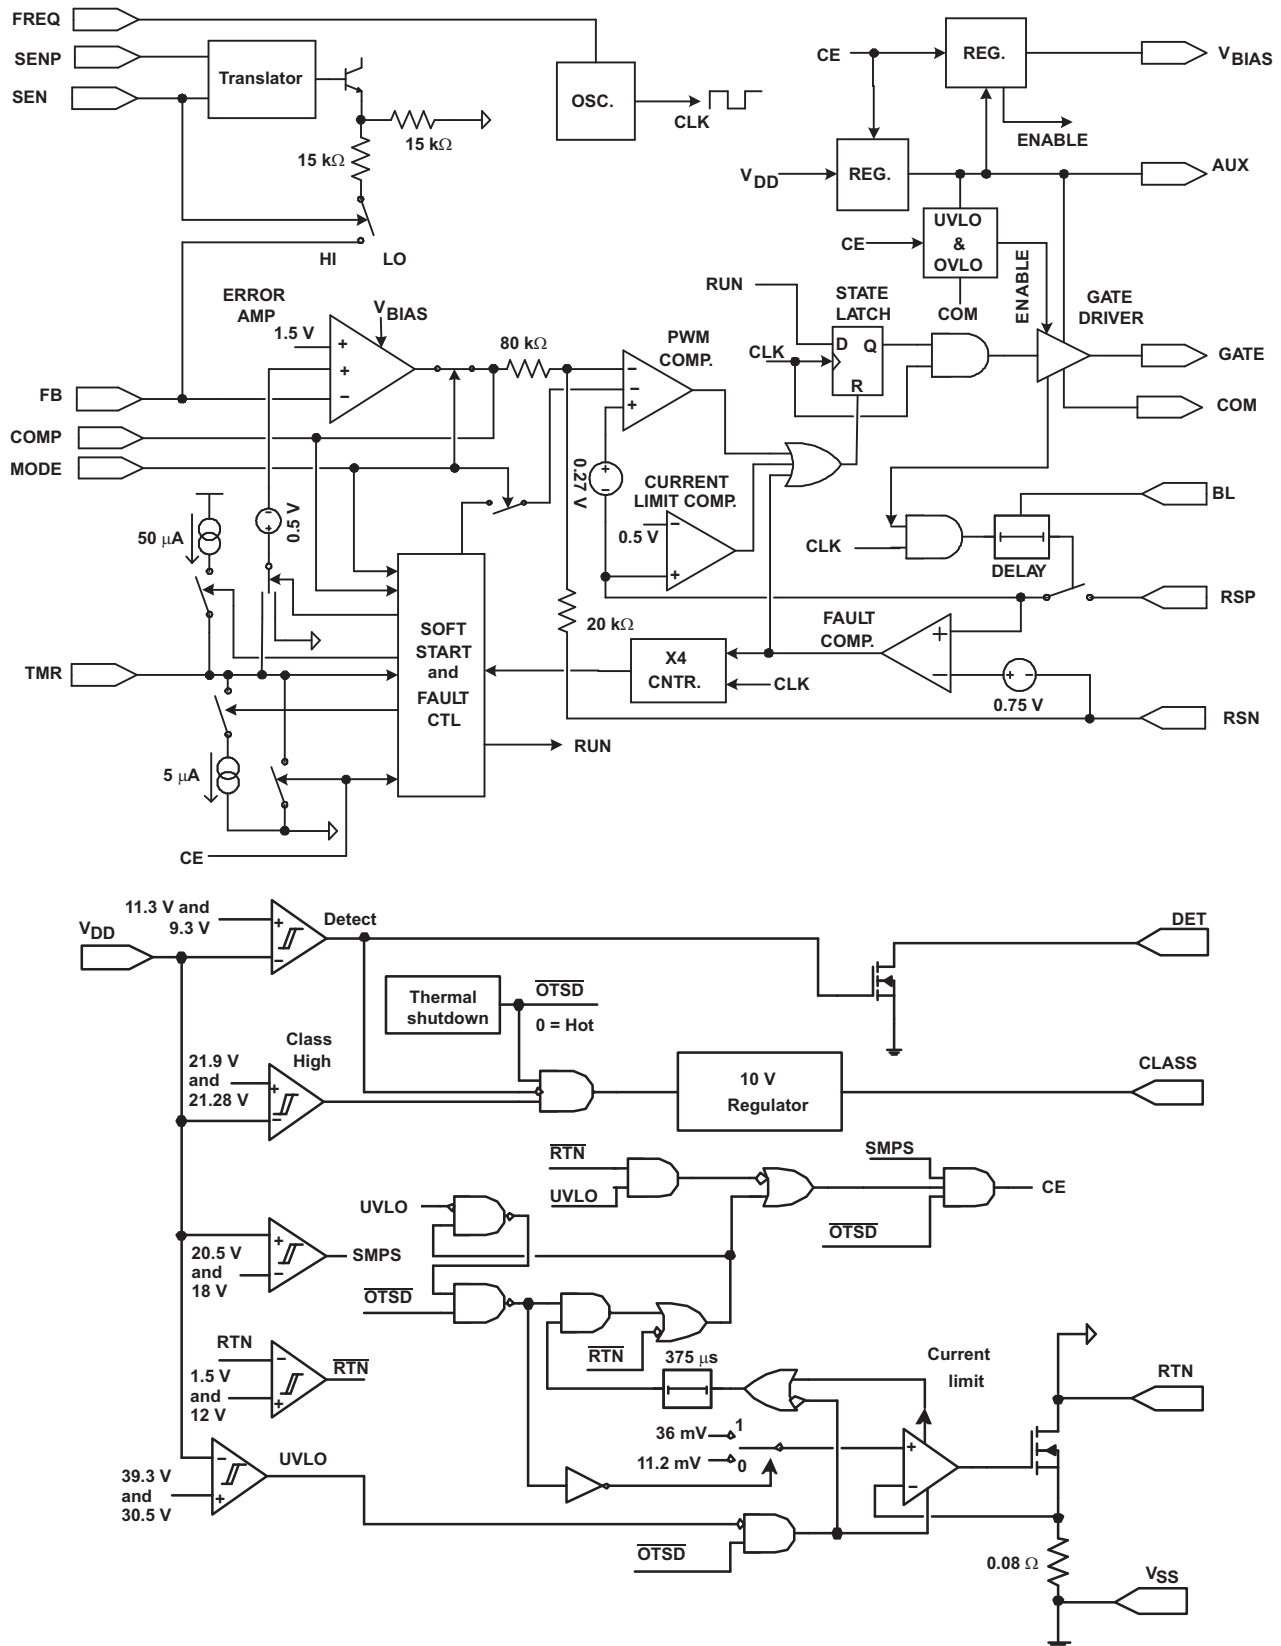 FREQ
SENP
SEN
Translator
15 kΩ
15 kΩ
OSC.
CLK
CE
REG.
VBIAS
ENABLE
VDD
REG.
AUX
CE
UVLO
&
OVLO
COM
ENABLE
HI
LO
ERROR
AMP
VBIAS
1.5 V
80 kΩ
PWM
COMP.
RUN
STATE
LATCH
CLK
D
Q
R
GATE
DRIVER
GATE
COM
FB
COMP
MODE
+
+
−
−
−
+
0.27 V
+
−
CURRENT
LIMIT COMP.
0.5 V
−
+
50 µA
0.5 V
−
+
BL
CLK
DELAY
RSP
20 kΩ
FAULT
COMP.
+
−
X4
CNTR.
CLK
+ −
0.75 V
RSN
SOFT
START
and
FAULT
CTL
TMR
RUN
5 µA
CE
VDD
11.3 V and
9.3 V
+
−
Detect
DET
Thermal
shutdown
OTSD
0 = Hot
Class
High
21.9 V
and
21.28 V
+
−
10 V
Regulator
CLASS
RTN
UVLO
SMPS
OTSD
CE
UVLO
20.5 V
and
18 V
+
−
SMPS
OTSD
RTN
375 µs
RTN
1.5 V
and
12 V
−
+
RTN
Current
limit
RTN
36 mV
1
11.2 mV
0
+
−
39.3 V
and
30.5 V
−
+
UVLO
OTSD
0.08 Ω
VSS